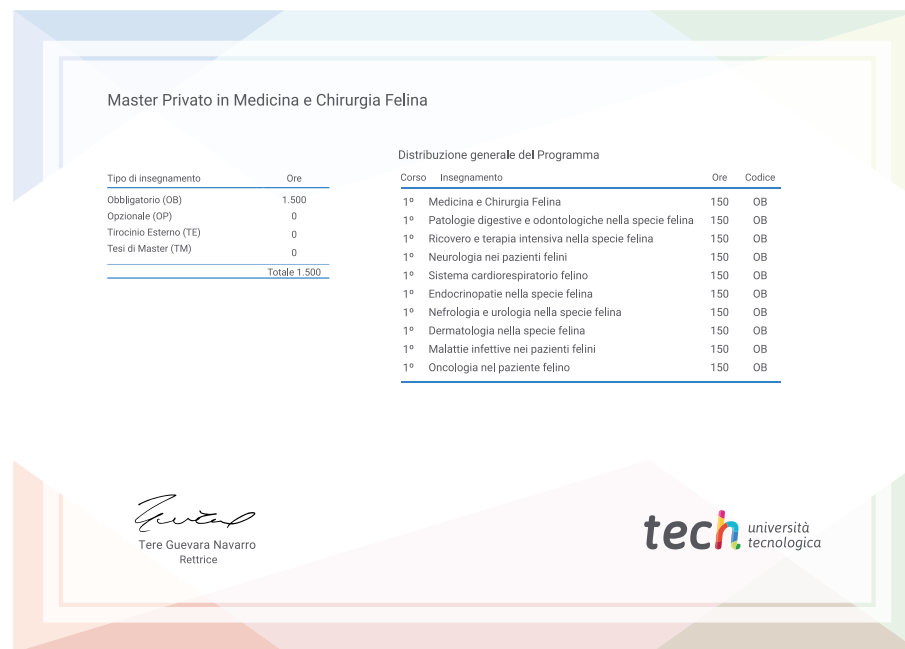 Master Privato in Medicina e Chirurgia Felina
Tipo di insegnamento Ore
Obbligatorio (OB) 1.500
Opzionale (OP) 0
Tirocinio Esterno (TE) 0
Tesi di Master (TM) 0
Totale 1.500
Distribuzione generale del Programma
Corso Insegnamento Ore Codice
1º Medicina e Chirurgia Felina 150 OB
1º Patologie digestive e odontologiche nella specie felina 150 OB
1º Ricovero e terapia intensiva nella specie felina 150 OB
1º Neurologia nei pazienti felini 150 OB
1º Sistema cardiorespiratorio felino 150 OB
1º Endocrinopatie nella specie felina 150 OB
1º Nefrologia e urologia nella specie felina 150 OB
1º Dermatologia nella specie felina 150 OB
1º Malattie infettive nei pazienti felini 150 OB
1º Oncologia nel paziente felino 150 OB
Tere Guevara Navarro
Rettrice
tech università
tecnologica